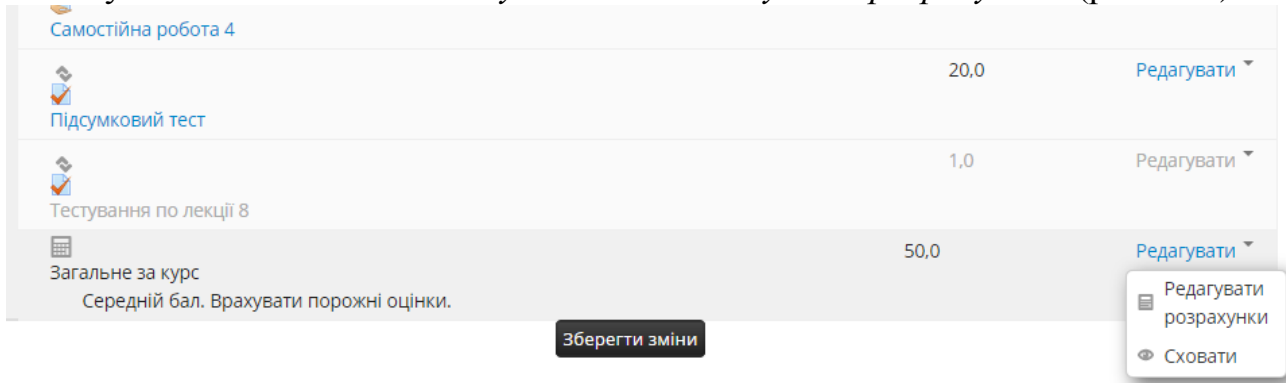 Самостійна робота 4
20,0 Редагувати
Підсумковий тест
1,0 Редагувати
Тестування по лекції 8
50,0 Редагувати
Загальне за курс
Середній бал. Врахувати порожні оцінки.
Редагувати
розрахунки
Зберегти зміни
Сховати